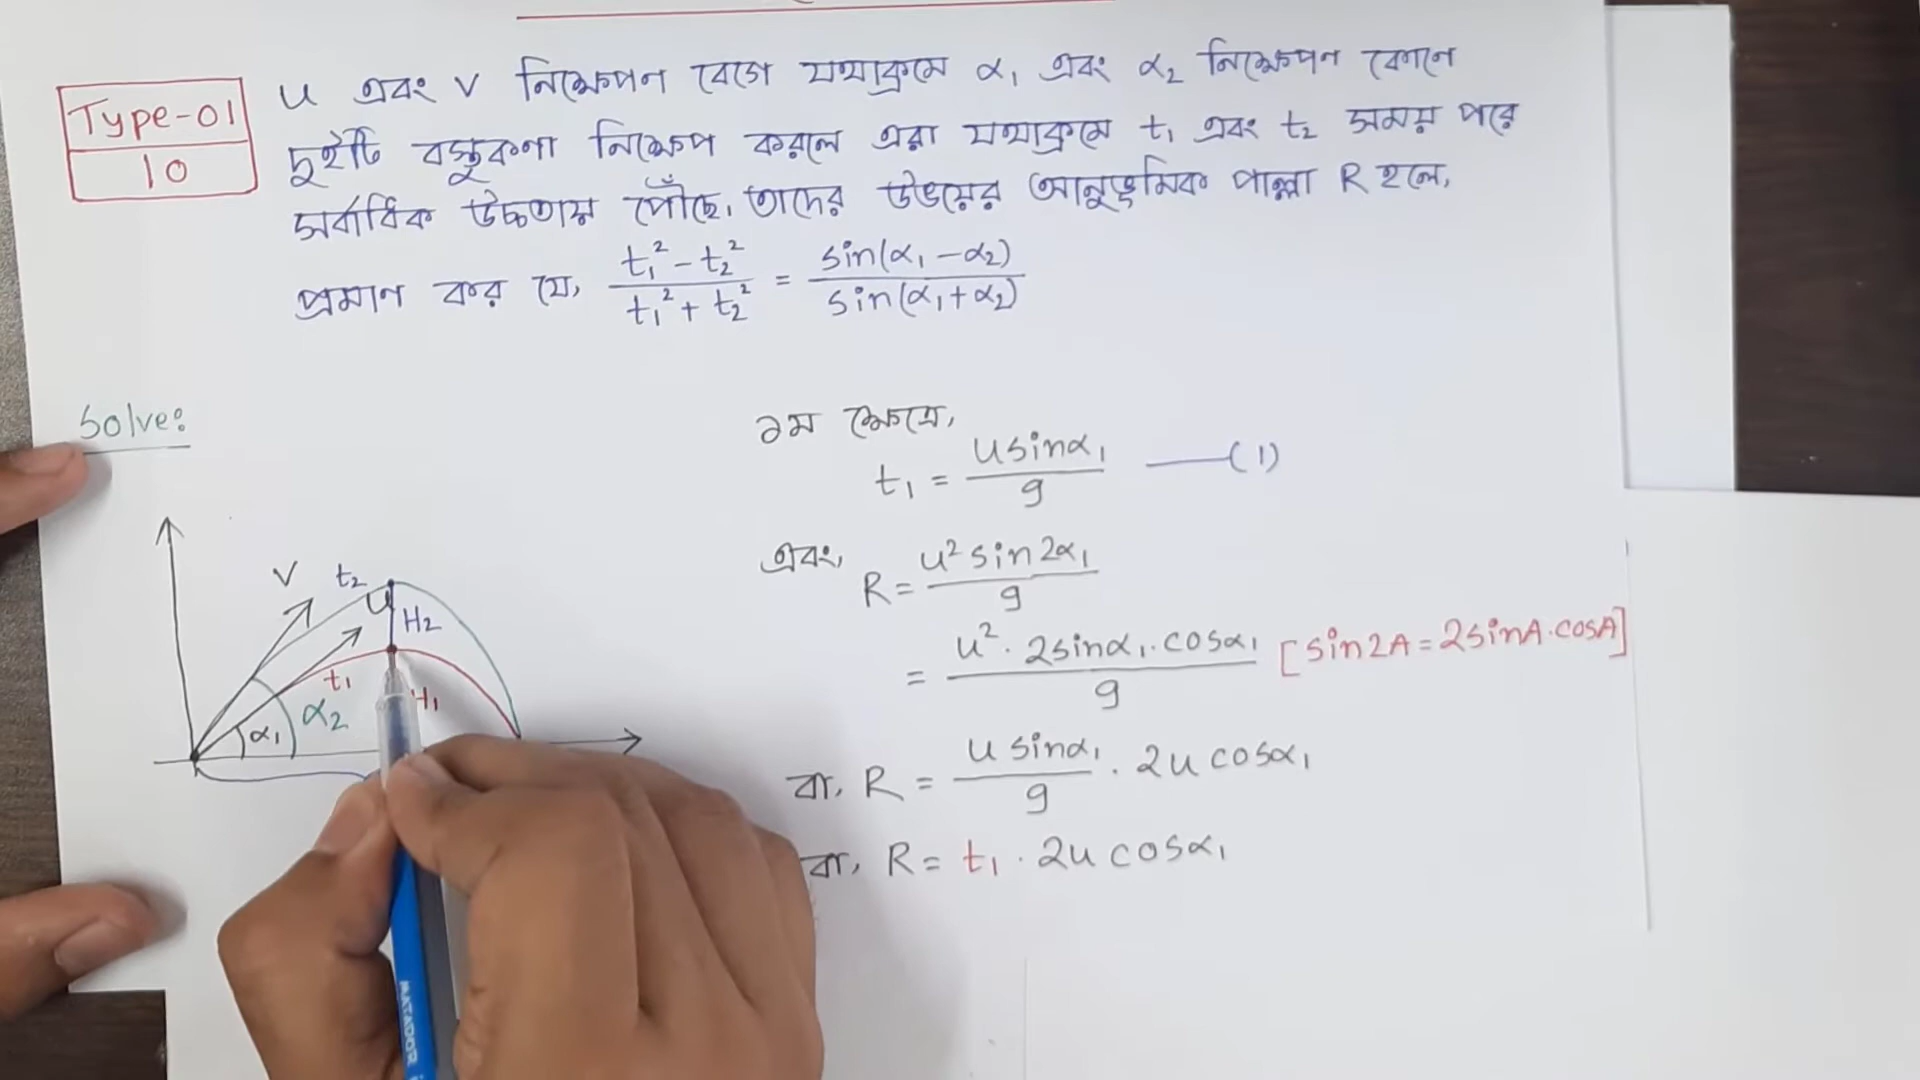 Type-01
10
u এবং v নিক্ষেপন বেগে যথাক্রমে α₁ এবং α₂ নিক্ষেপন কোনে
দুইটি বস্তুকণা নিক্ষেপ করলে এরা যথাক্রমে t₁ এবং t₂ সময় পরে
সর্বাধিক উচ্চতায় পৌঁছে। তাদের উভয়ের আনুভূমিক পাল্লা R হলে,
প্রমান কর যে, (t₁² - t₂²)/(t₁² + t₂²) = sin(α₁ - α₂)/sin(α₁ + α₂)
Solve:
V t₂ u H₂
t₁ H₁
α₁ α₂
১ম ক্ষেত্রে,
t₁ = u sinα₁/g —(1)
এবং, R = u² sin2α₁/g
= u². 2sinα₁. cosα₁/g [sin2A = 2sinA.cosA]
বা, R = u sinα₁/g . 2u cosα₁
বা, R = t₁ . 2u cosα₁
MATADOR